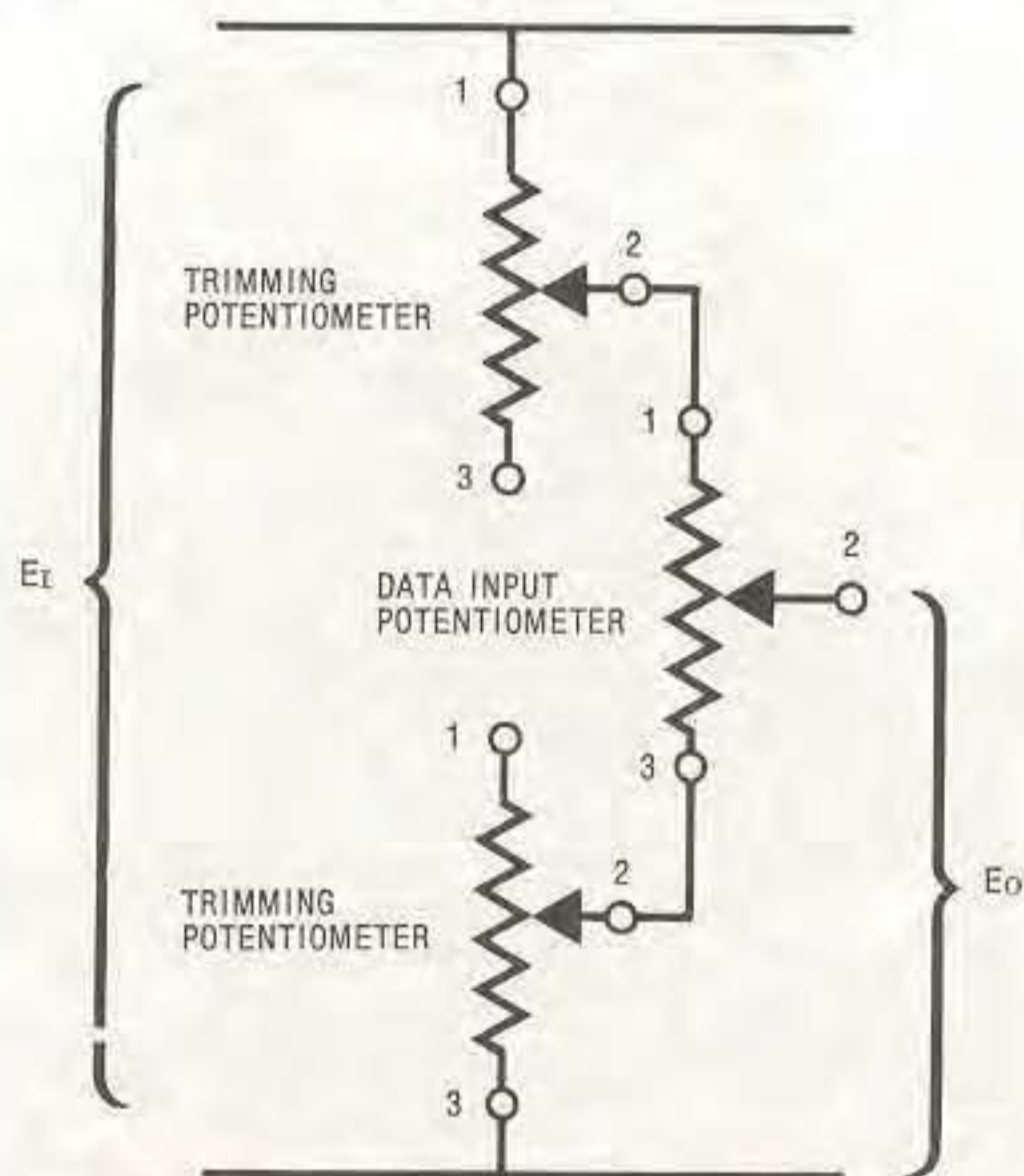 1
2
TRIMMING
POTENTIOMETER
1
3
2
EI
DATA INPUT
POTENTIOMETER
1
3
2
TRIMMING
POTENTIOMETER
EO
3